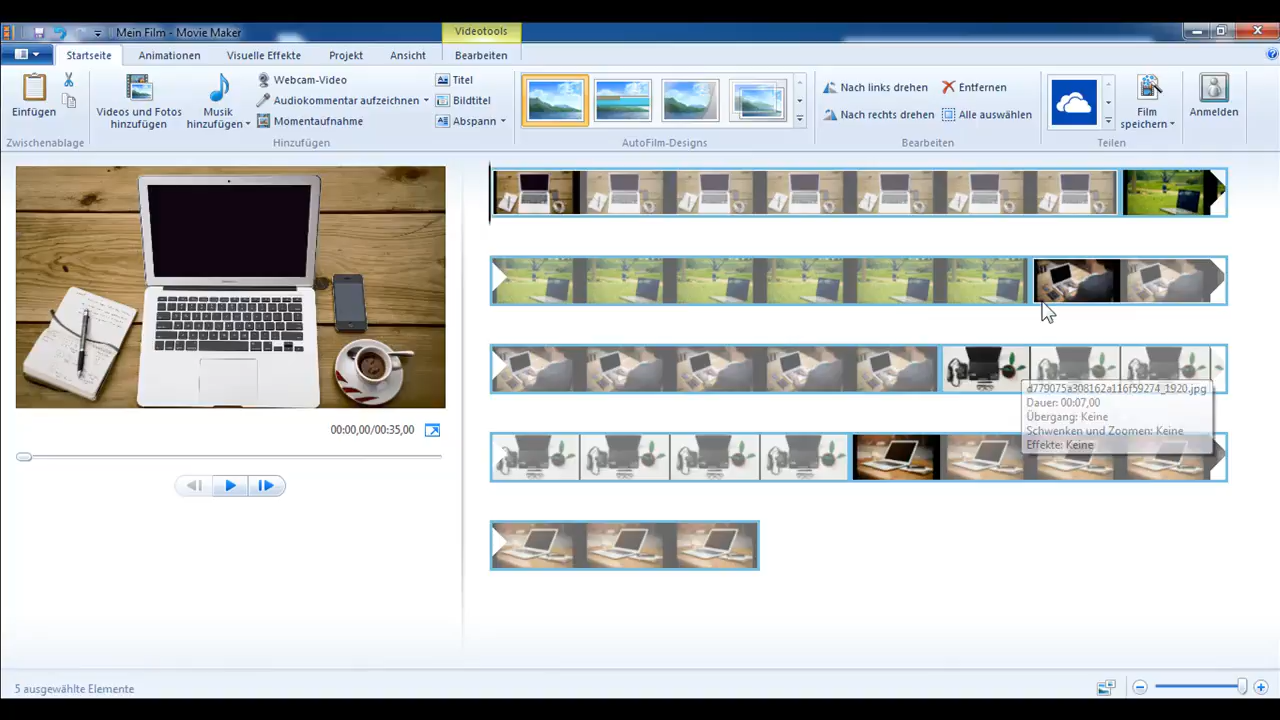 Mein Film - Movie Maker
Videotools
Startseite
Animationen
Visuelle Effekte
Projekt
Ansicht
Bearbeiten
Einfügen
Zwischenablage
Videos und Fotos
hinzufügen
Musik
hinzufügen
Webcam-Video
Audiokommentar aufzeichnen
Momentaufnahme
Titel
Bildtitel
Abspann
Hinzufügen
AutoFilm-Designs
Nach links drehen
Nach rechts drehen
Entfernen
Alle auswählen
Bearbeiten
Film
speichern
Teilen
Anmelden
00:00,00/00:35,00
d779075a308162a116f59274_1920.jpg
Dauer: 00:07,00
Übergang: Keine
Schwenken und Zoomen: Keine
Effekte: Keine
5 ausgewählte Elemente